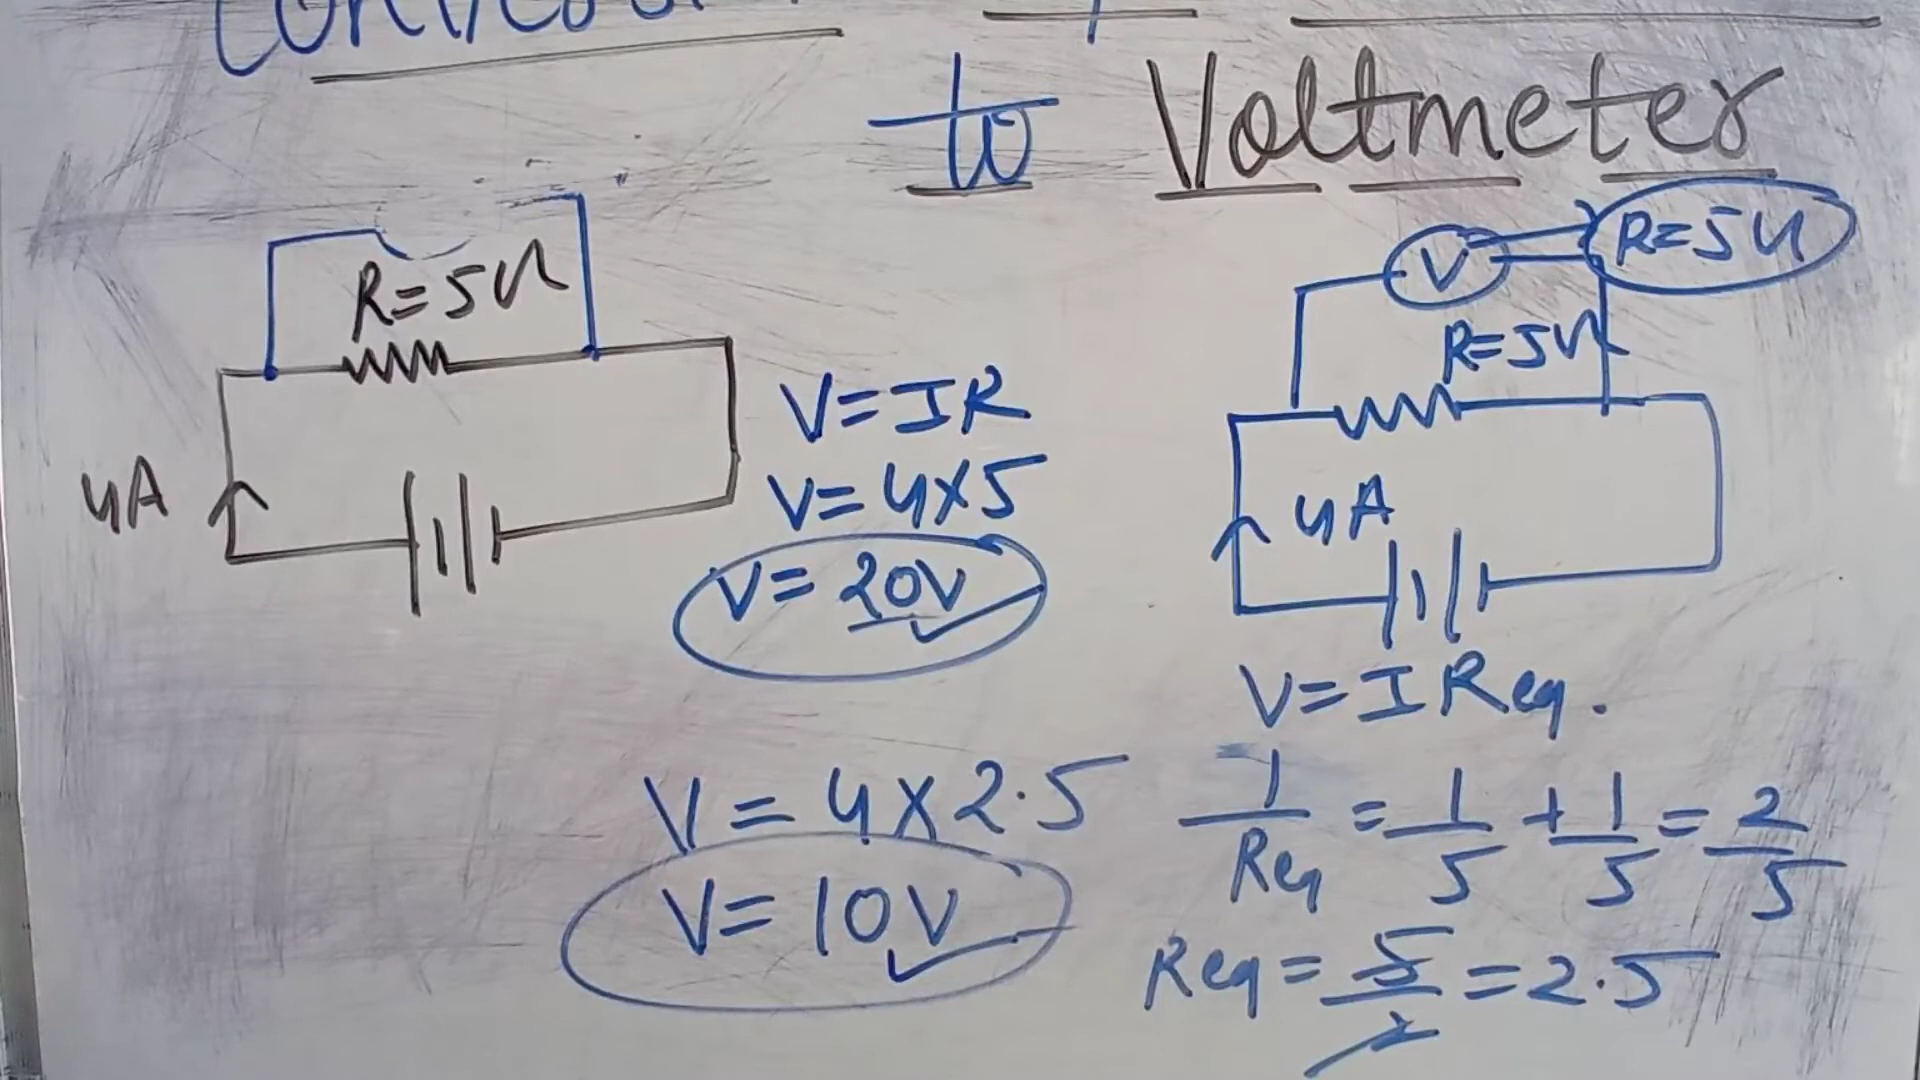 to Voltmeter
R=5Ω
4A
V=IR
V=4×5
V=20V
V
R=5Ω
R=5Ω
4A
V=IReq.
1/Req = 1/5 + 1/5 = 2/5
Req = 5/2 = 2.5
V=4×2.5
V=10V